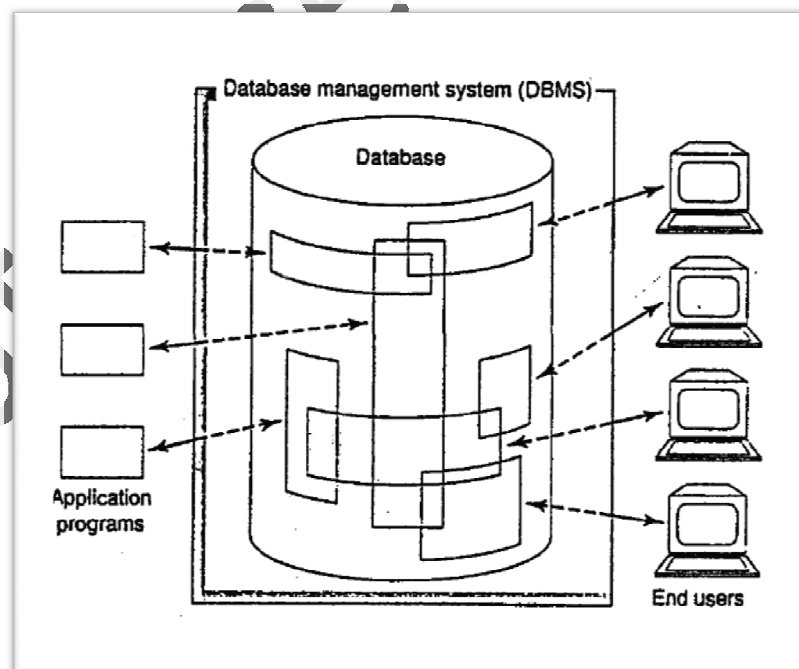 Database management system (DBMS)
Database
Application
programs
End users